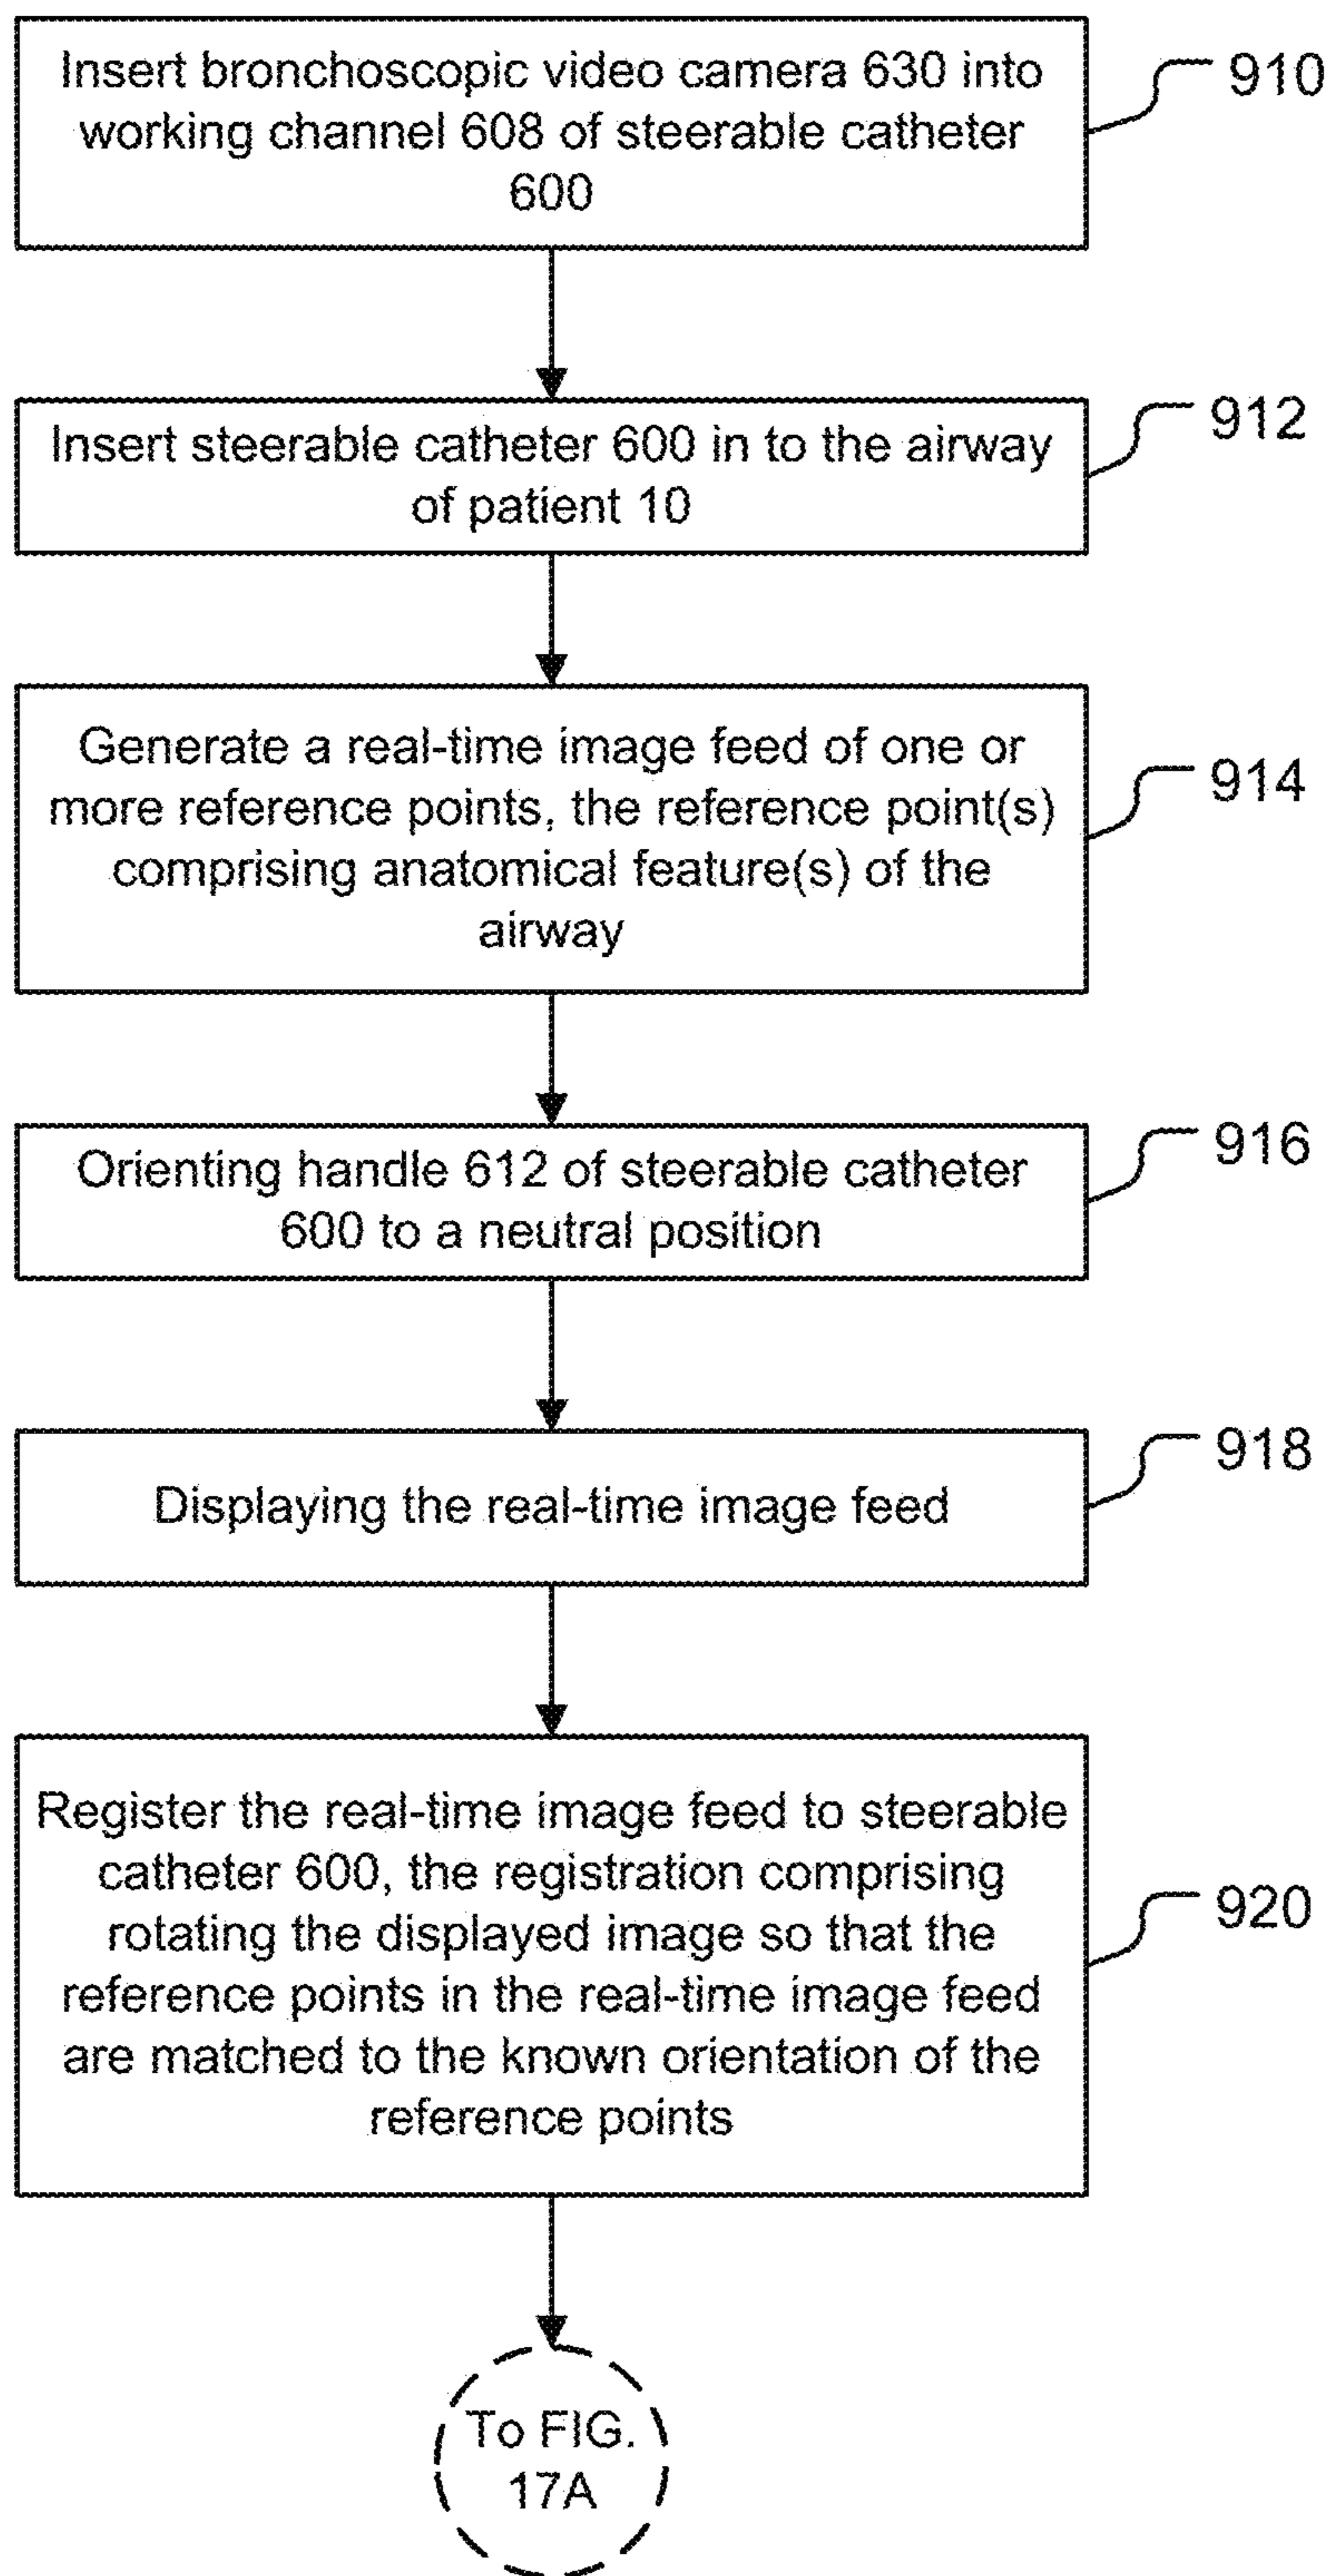 Insert bronchoscopic video camera 630 into
working channel 608 of steerable catheter
600
910
Insert steerable catheter 600 in to the airway
of patient 10
912
Generate a real-time image feed of one or
more reference points, the reference point(s)
comprising anatomical feature(s) of the
airway
914
Orienting handle 612 of steerable catheter
600 to a neutral position
916
Displaying the real-time image feed
918
Register the real-time image feed to steerable
catheter 600, the registration comprising
rotating the displayed image so that the
reference points in the real-time image feed
are matched to the known orientation of the
reference points
920
To FIG.
17A